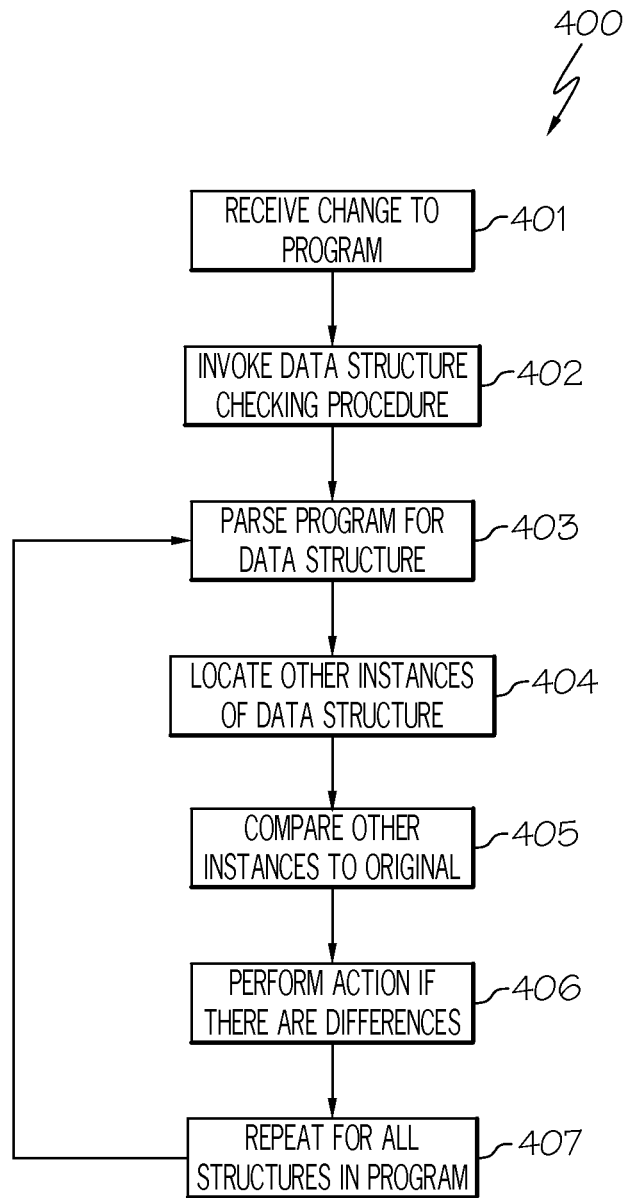 400
RECEIVE CHANGE TO
PROGRAM
401
INVOKE DATA STRUCTURE
CHECKING PROCEDURE
402
PARSE PROGRAM FOR
DATA STRUCTURE
403
LOCATE OTHER INSTANCES
OF DATA STRUCTURE
404
COMPARE OTHER
INSTANCES TO ORIGINAL
405
PERFORM ACTION IF
THERE ARE DIFFERENCES
406
REPEAT FOR ALL
STRUCTURES IN PROGRAM
407